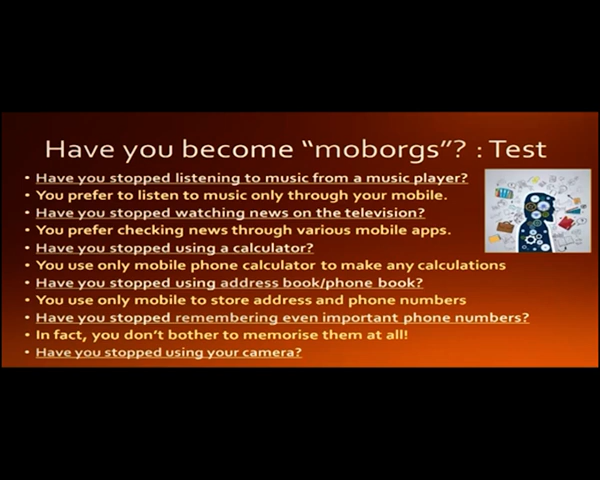 Have you become “moborgs”? : Test
• Have you stopped listening to music from a music player?
• You prefer to listen to music only through your mobile.
• Have you stopped watching news on the television?
• You prefer checking news through various mobile apps.
• Have you stopped using a calculator?
• You use only mobile phone calculator to make any calculations
• Have you stopped using address book/phone book?
• You use only mobile to store address and phone numbers
• Have you stopped remembering even important phone numbers?
• In fact, you don’t bother to memorise them at all!
• Have you stopped using your camera?